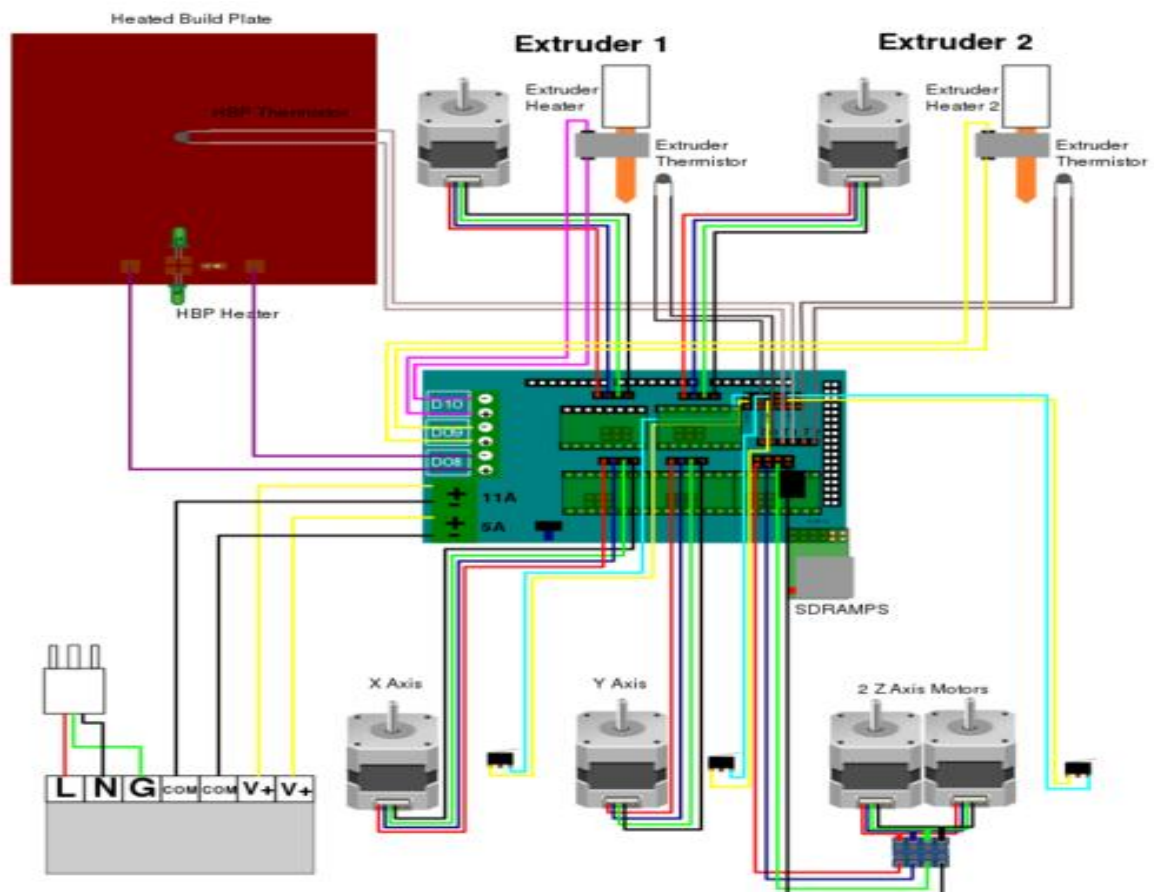 Heated Build Plate
Extruder 1
Extruder 2
Extruder
Heater
Extruder
Heater 2
HBP Thermistor
Extruder
Thermistor
Extruder
Thermistor
HBP Heater
D10
D09
D08
+ 11A
-
+ 5A
-
SDRAMPS
X Axis
Y Axis
2 Z Axis Motors
L N G COM COM V+ V+